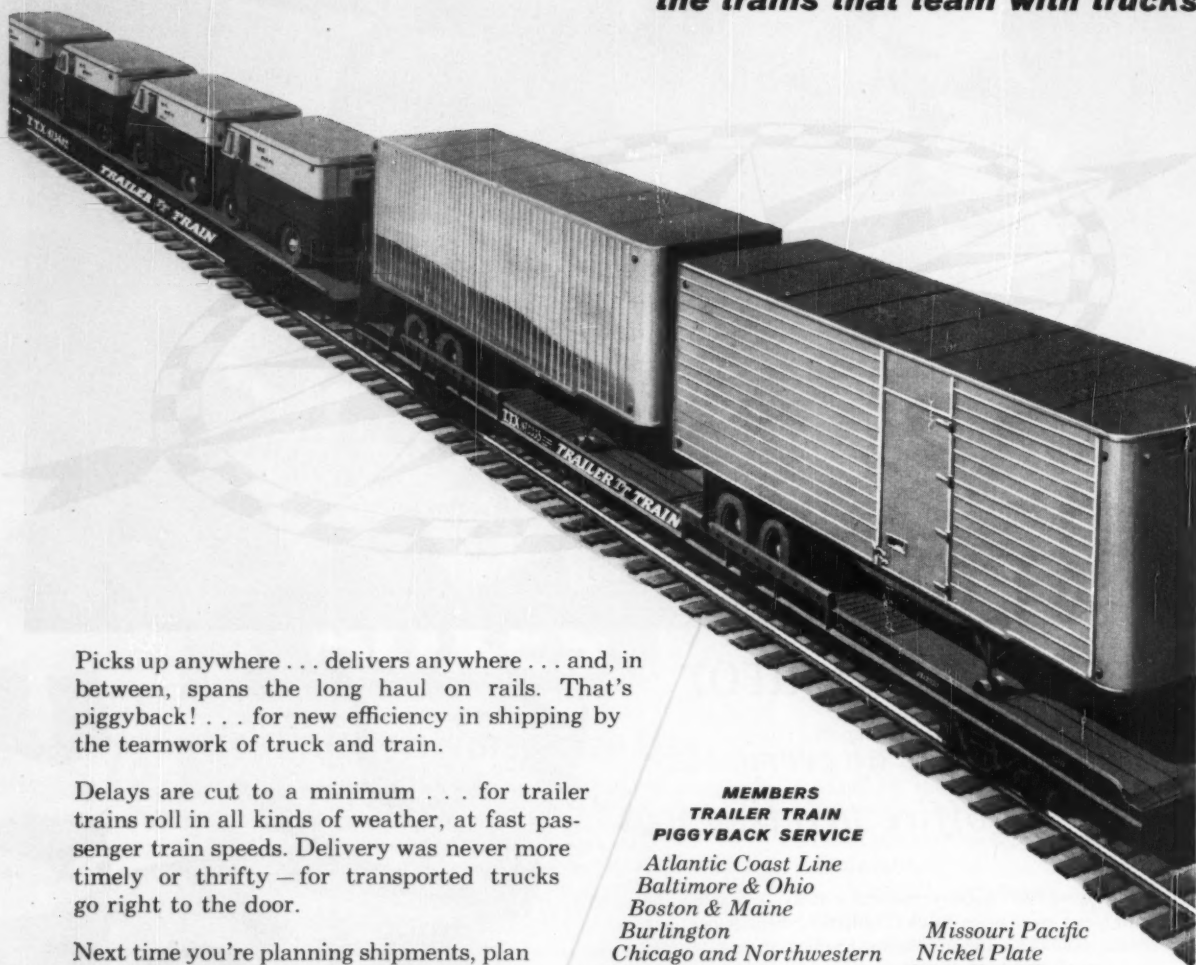 the trains that team with trucks
TRAILER TT TRAIN
TTX
TRAILER TT TRAIN
Picks up anywhere . . . delivers anywhere . . . and, in
between, spans the long haul on rails. That's
piggyback! . . . for new efficiency in shipping by
the teamwork of truck and train.
Delays are cut to a minimum . . . for trailer
trains roll in all kinds of weather, at fast pas-
senger train speeds. Delivery was never more
timely or thrifty – for transported trucks
go right to the door.
Next time you're planning shipments, plan
MEMBERS
TRAILER TRAIN
PIGGYBACK SERVICE
Atlantic Coast Line
Baltimore & Ohio
Boston & Maine
Burlington
Chicago and Northwestern
Missouri Pacific
Nickel Plate